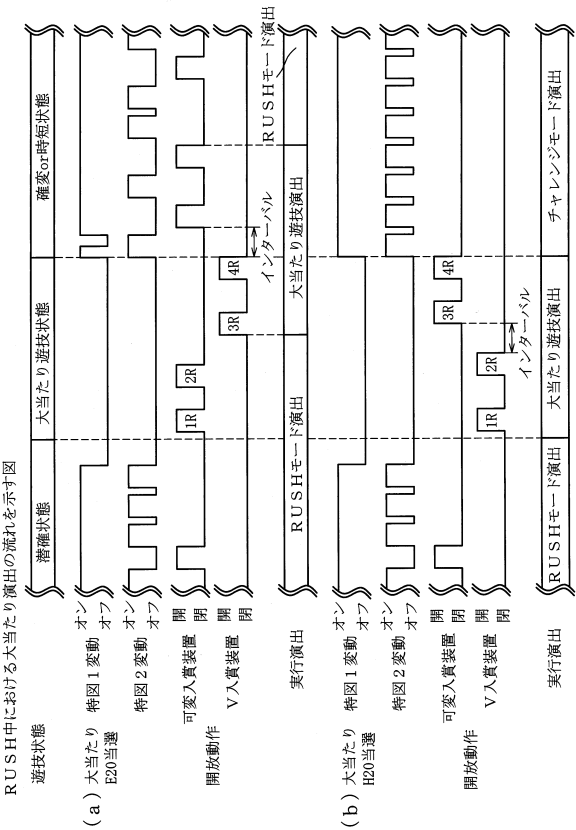 RUSH中における大当たり演出の流れを示す図
遊技状態
潜確状態
大当たり遊技状態
確変or時短状態
(a)大当たり
E20当選
特図1変動
オン
オフ
特図2変動
オン
オフ
開放動作
可変入賞装置
開
閉
1R
2R
V入賞装置
開
閉
3R
4R
インターバル
実行演出
RUSHモード演出
大当たり遊技演出
RUSHモード演出
(b)大当たり
H20当選
特図1変動
オン
オフ
特図2変動
オン
オフ
開放動作
可変入賞装置
開
閉
3R
4R
V入賞装置
開
閉
1R
2R
インターバル
実行演出
RUSHモード演出
大当たり遊技演出
チャレンジモード演出